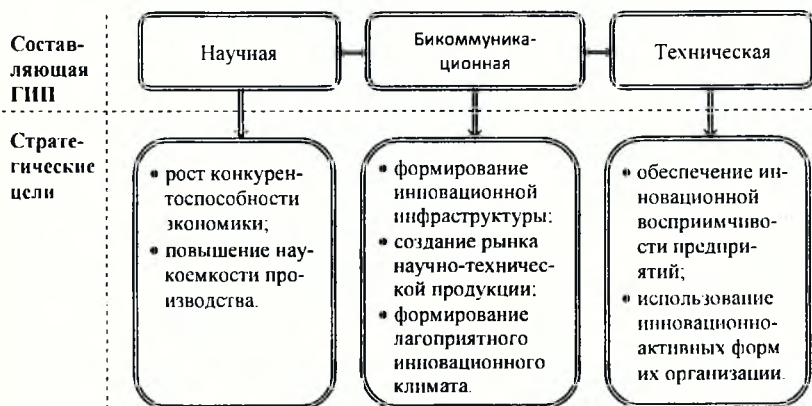 Состав-
ляющая
ГИП
Научная
Бикоммуника-
ционная
Техническая
Страте-
гические
цели
• рост конкурен-
тоспособности
экономики;
• повышение нау-
коемкости про-
изводства.
• формирование
инновационной
инфраструктуры;
• создание рынка
научно-техничес-
кой продукции;
• формирование
лагоприятного
инновационного
климата.
• обеспечение ин-
новационной
восприимчиво-
сти предпри-
ятий;
• использование
инновационно-
активных форм
их организации.